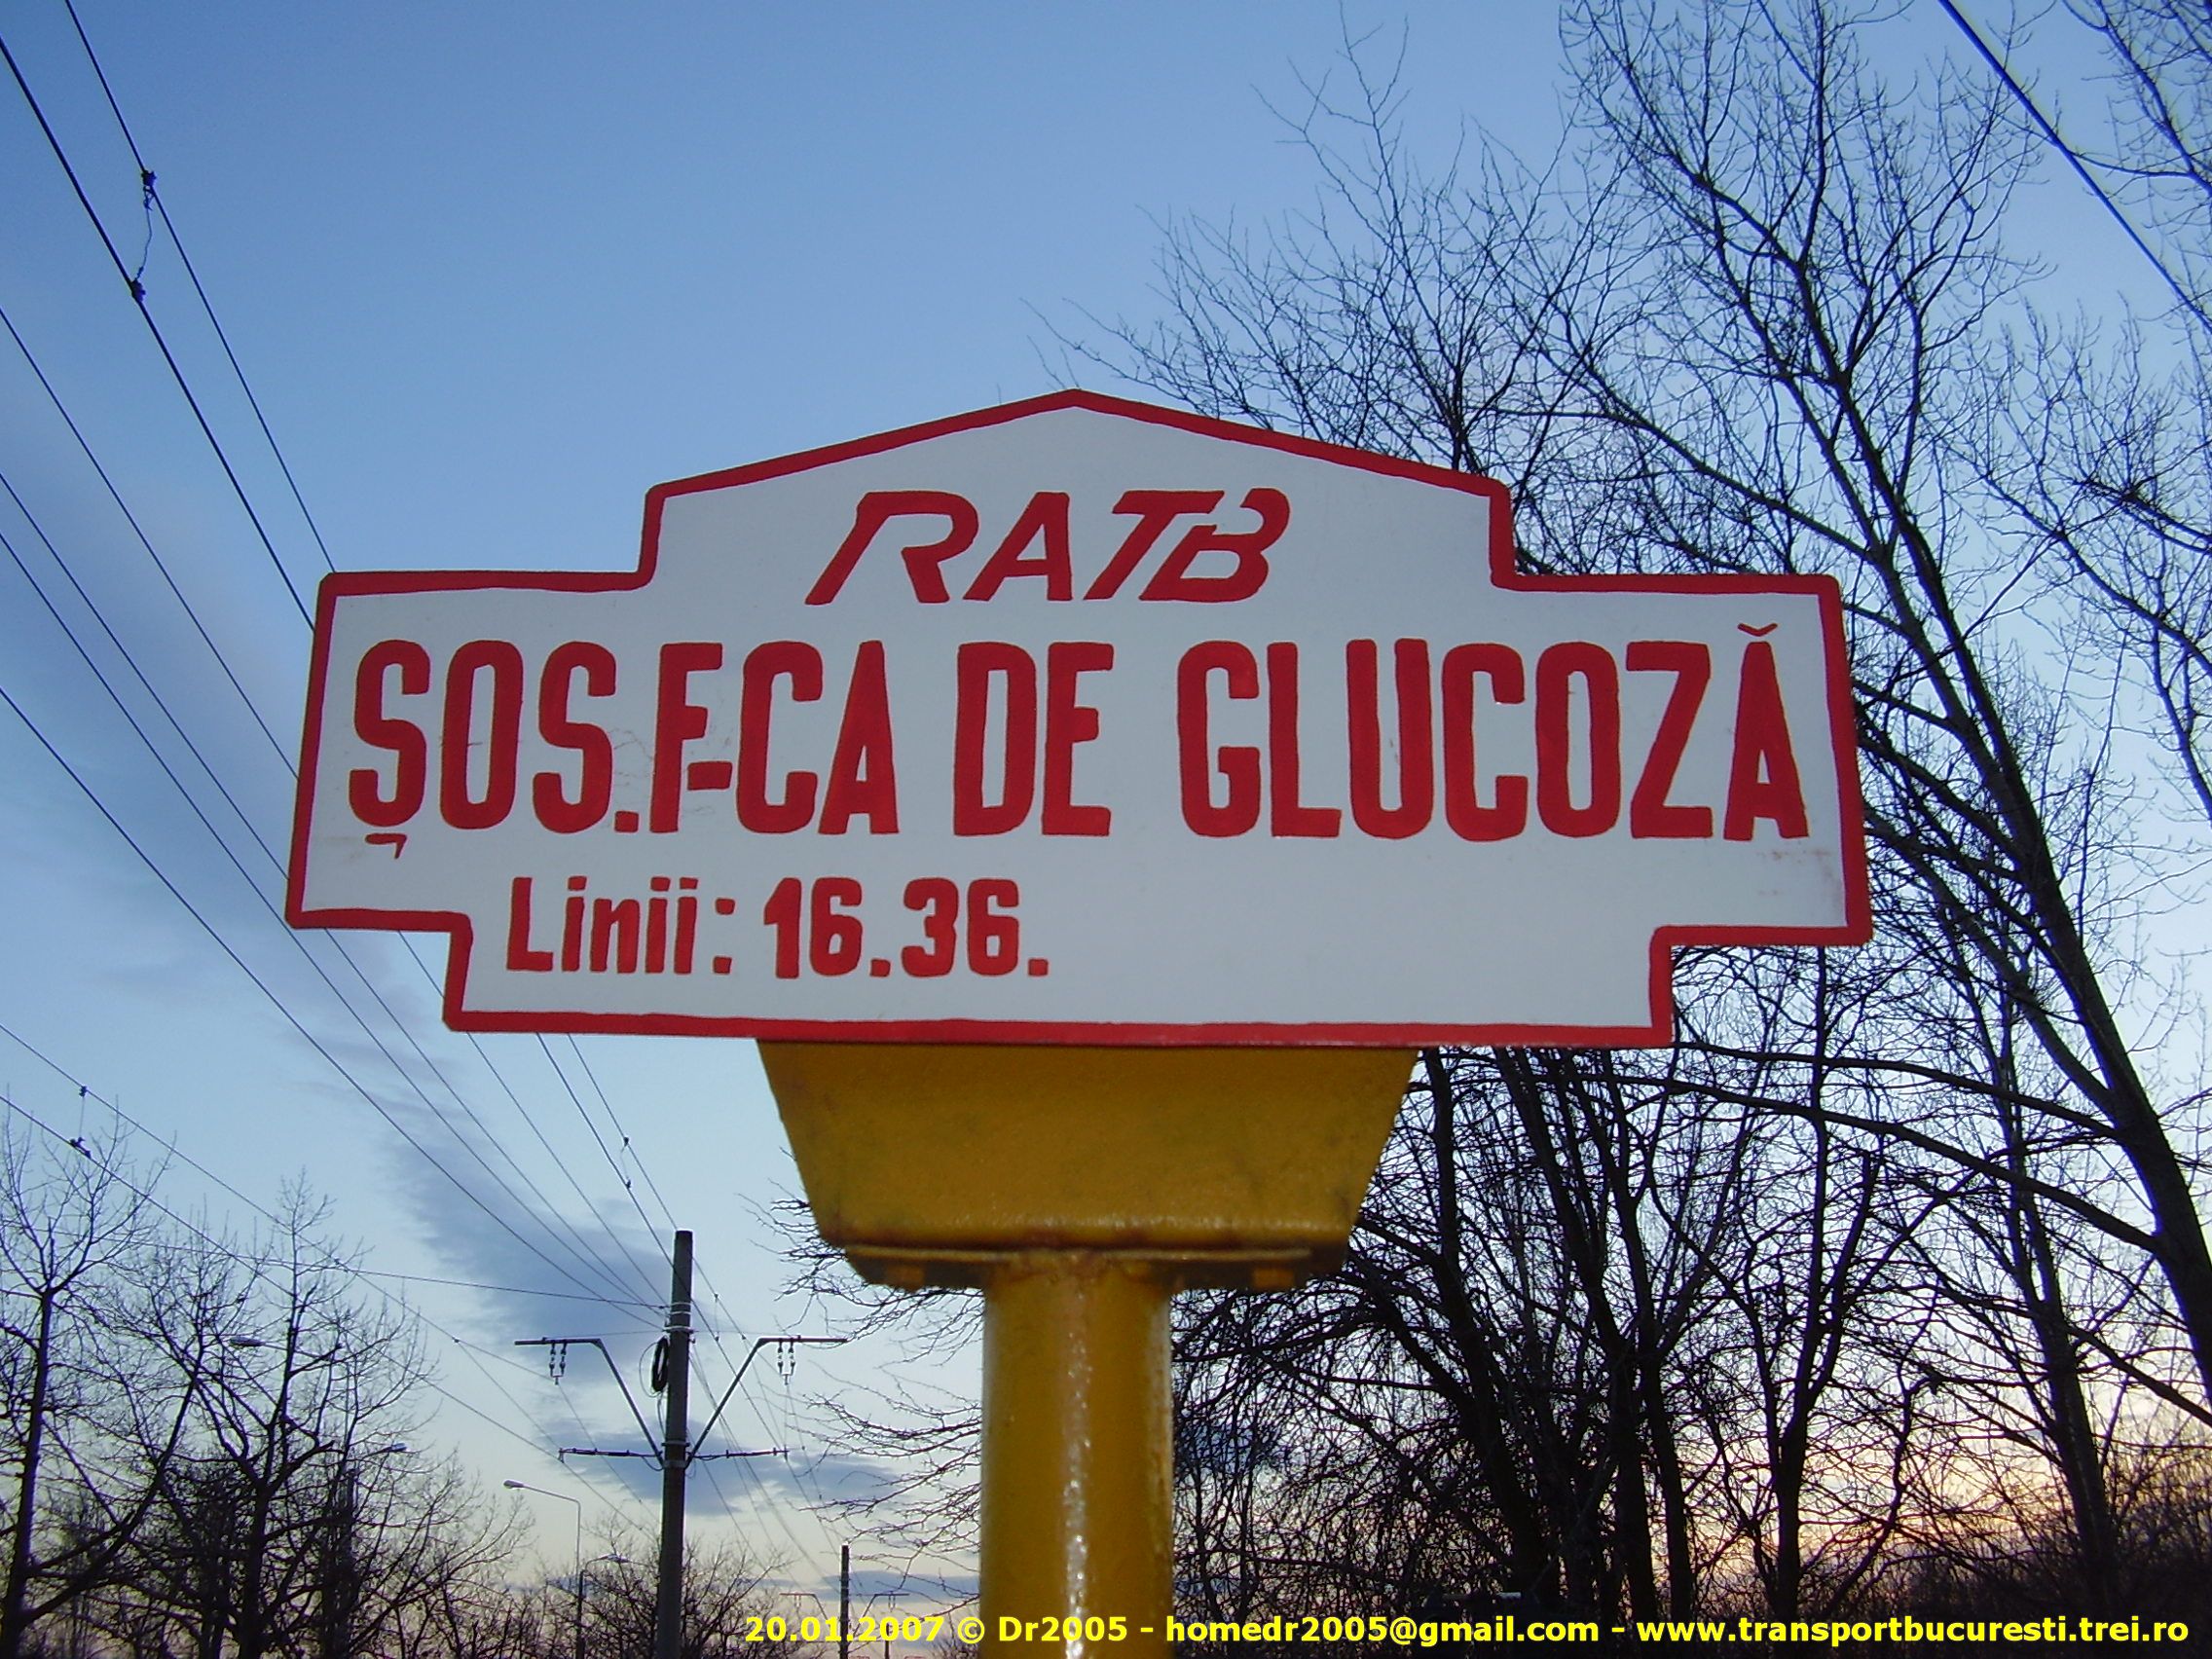 RATB
ȘOS.F-CA DE GLUCOZĂ
Linii: 16.36.
20.01.2007 © Dr2005 - homedr2005@gmail.com - www.transportbucuresti.trei.ro